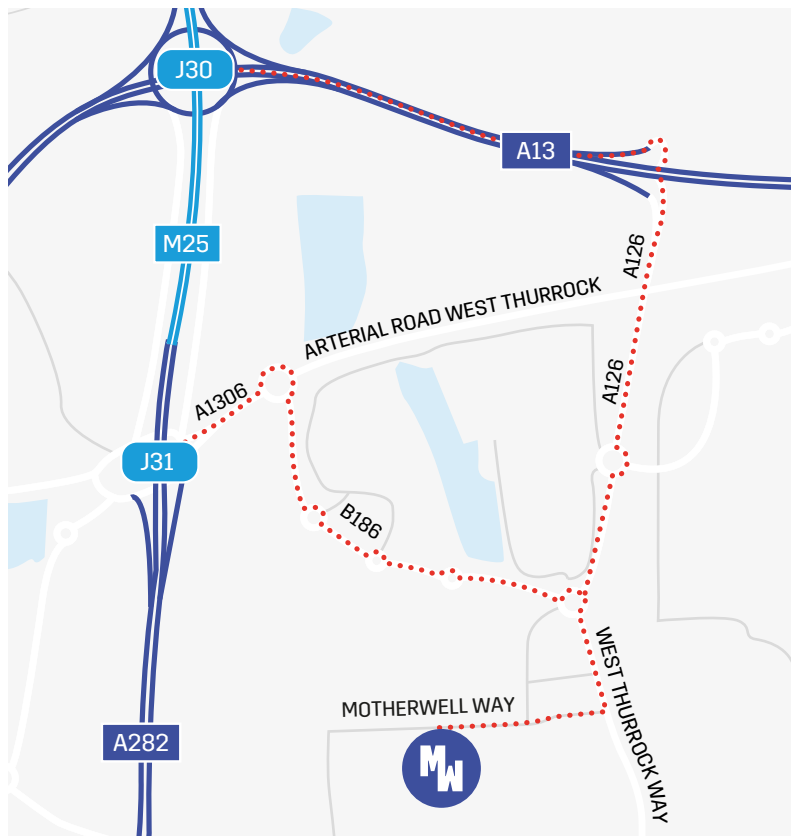 J30
A13
M25
A126
ARTERIAL ROAD WEST THURROCK
A126
A1306
J31
B186
WEST THURROCK WAY
MOTHERWELL WAY
A282
MW